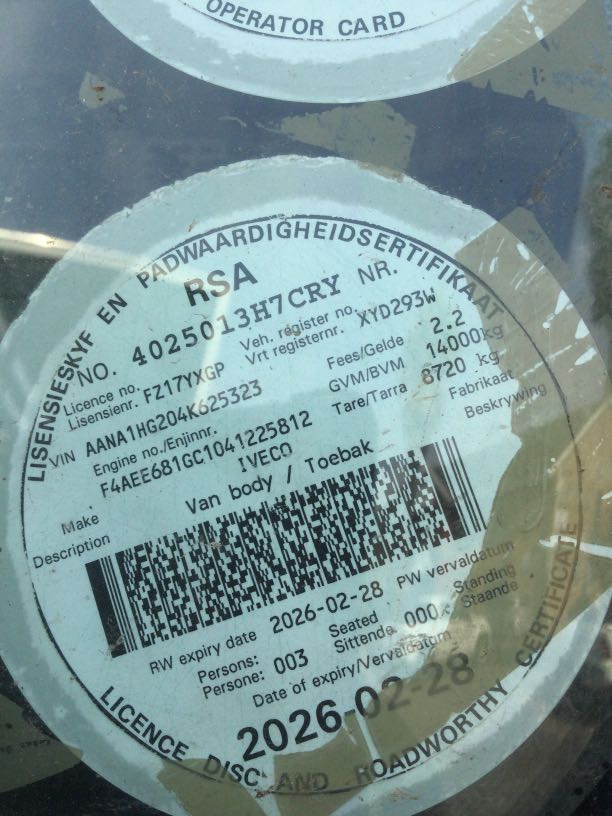 OPERATOR CARD
LISENSIESKYF EN PADWAARDIGHEIDSERTIFIKAAT
RSA
NO. 4025013H7CRY NR.
Licence no. Veh. register no.
Lisensienr. FZ17YXGP Vrt registernr. XYD293W
VIN AANA1HG204K625323 Fees/Gelde 2.2
Engine no./Enjinnr. GVM/BVM 14000kg
F4AEE681GC1041225812 Tare/Tarra 8720 kg
Make IVECO Fabrikaat
Description Van body / Toebak Beskrywing
RW expiry date 2026-02-28 PW vervaldatum
Persons: Seated Standing
Persone: 003 Sittende 000 Staande
Date of expiry/Vervaldatum
2026-02-28
LICENCE DISC AND ROADWORTHY CERTIFICATE